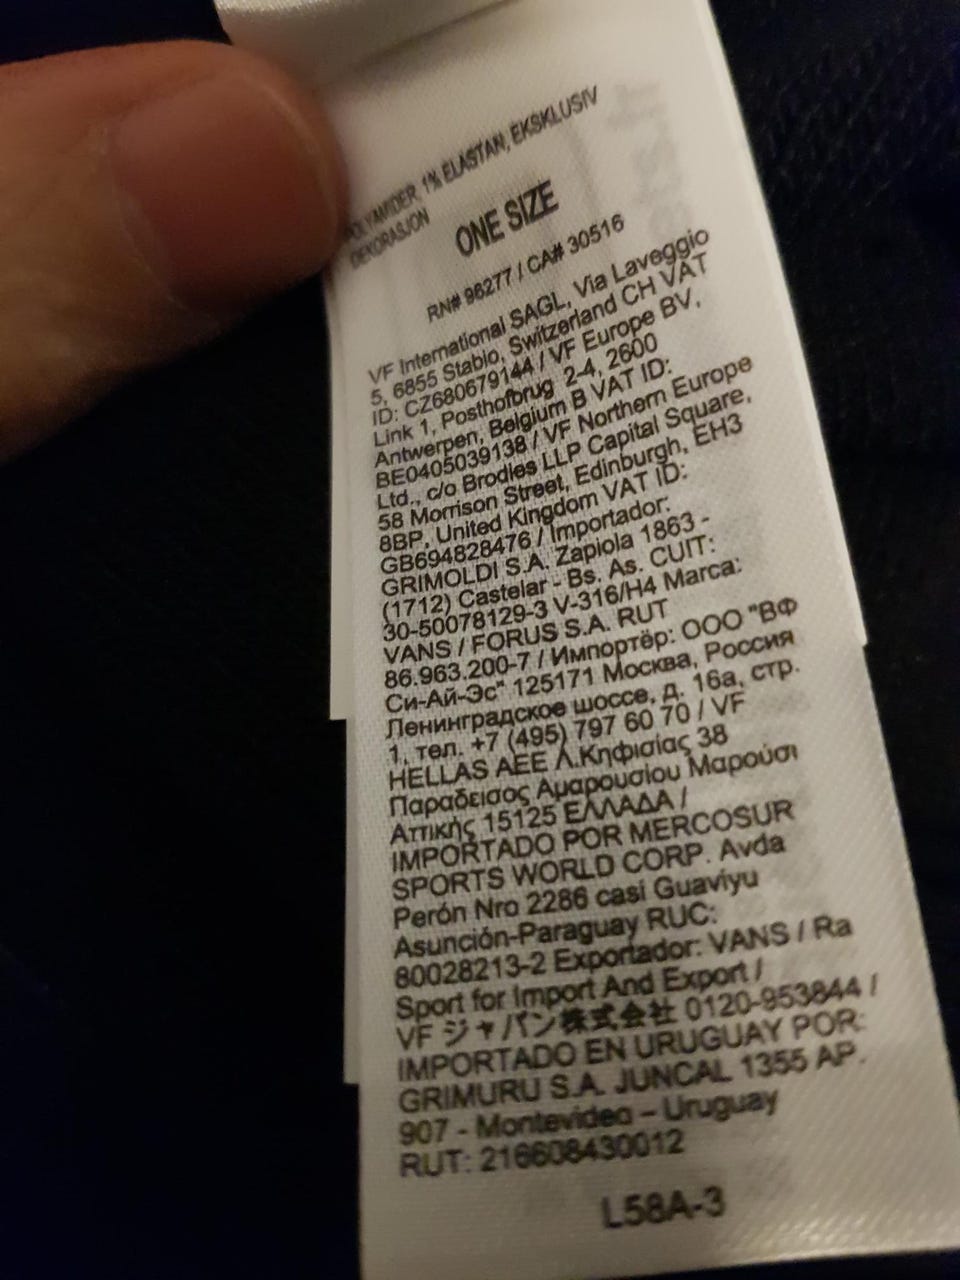 POLYAMIDER, 1% ELASTAN, EKSKLUSIV
DEKORASJON
ONE SIZE
RN# 96277 / CA# 30516
VF International SAGL, Via Laveggio
5, 6855 Stabio, Switzerland CH VAT
ID: CZ680679144 / VF Europe BV,
Link 1, Posthofbrug 2-4, 2600
Antwerpen, Belgium B VAT ID:
BE0405039138 / VF Northern Europe
Ltd., c/o Brodies LLP Capital Square,
58 Morrison Street, Edinburgh, EH3
8BP, United Kingdom VAT ID:
GB694828476 / Importador:
GRIMOLDI S.A. Zapiola 1863 -
(1712) Castelar - Bs. As. CUIT:
30-50078129-3 V-316/H4 Marca:
VANS / FORUS S.A. RUT
86.963.200-7 / Импортёр: ООО "ВФ
Си-Ай-Эс" 125171 Москва, Россия
Ленинградское шоссе, д. 16а, стр.
1, тел. +7 (495) 797 60 70 / VF
HELLAS AEE Λ.Κηφισίας 38
Παράδεισος Αμαρουσίου Μαρούσι
Αττικής 15125 ΕΛΛΑΔΑ /
IMPORTADO POR MERCOSUR
SPORTS WORLD CORP. Avda
Perón Nro 2286 casi Guaviyu
Asunción-Paraguay RUC:
80028213-2 Exportador: VANS / Ra
Sport for Import And Export /
VF ジャパン株式会社 0120-953844 /
IMPORTADO EN URUGUAY POR:
GRIMURU S.A. JUNCAL 1355 AP.
907 - Montevideo – Uruguay
RUT: 216608430012
L58A-3